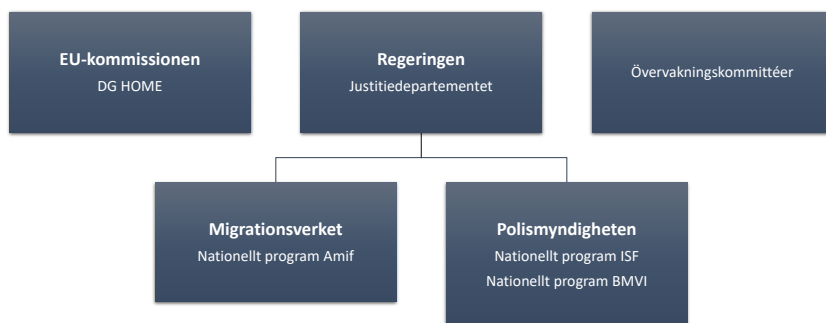 EU-kommissionen
DG HOME
Regeringen
Justitiedepartementet
Övervakningskommittéer
Migrationsverket
Nationellt program Amif
Polismyndigheten
Nationellt program ISF
Nationellt program BMVI